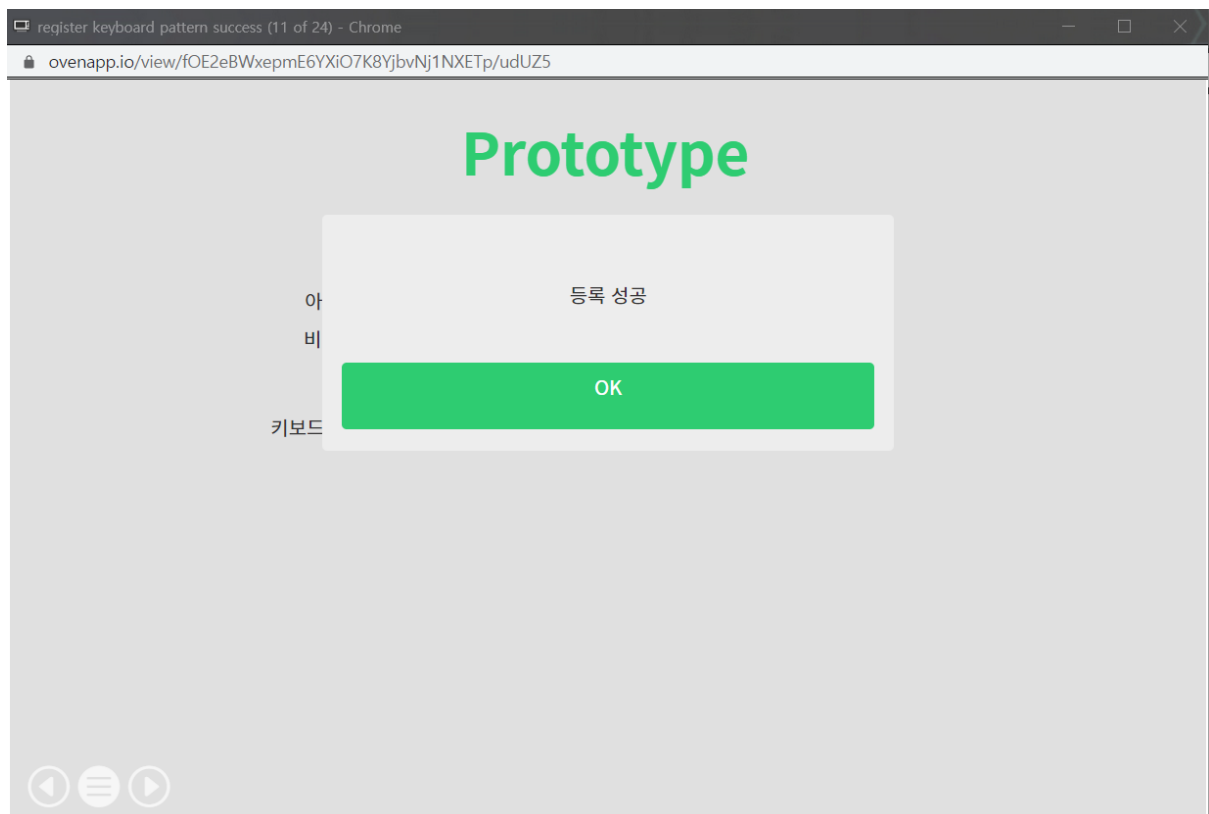 register keyboard pattern success (11 of 24) - Chrome
ovenapp.io/view/fOE2eBWxepmE6YXiO7K8YjbvNj1NXETp/udUZ5
Prototype
등록 성공
아
비
OK
키보드